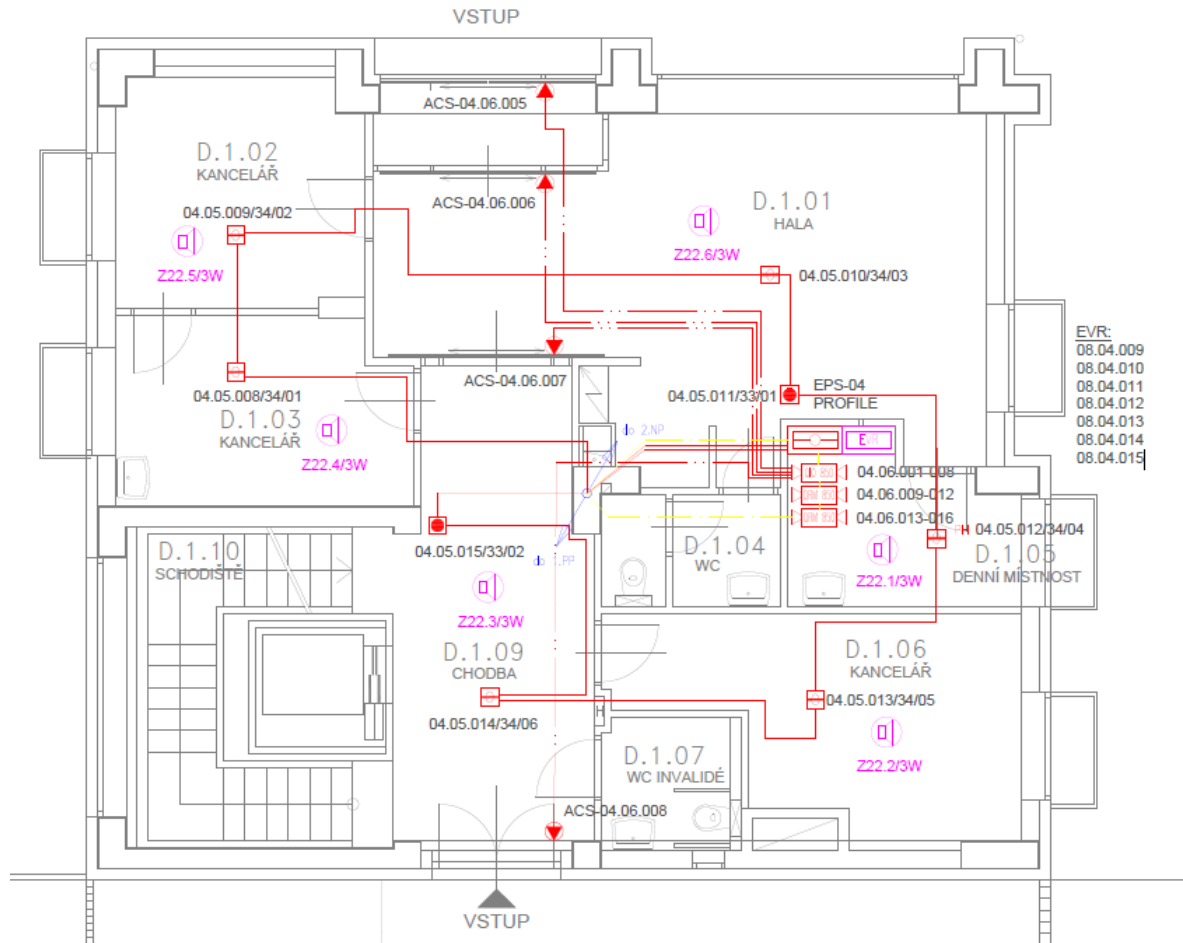 VSTUP
ACS-04.06.005
D.1.02
KANCELÁŘ
ACS-04.06.006
D.1.01
HALA
04.05.009/34/02
Z22.5/3W
Z22.6/3W
04.05.010/34/03
EVR:
08.04.009
08.04.010
08.04.011
08.04.012
08.04.013
08.04.014
08.04.015
ACS-04.06.007
04.05.008/34/01
04.05.011/33/01
EPS-04
PROFILE
D.1.03
KANCELÁŘ
Z22.4/3W
do 2.NP
EVR
04.06.001-008
04.06.009-012
04.06.013-016
04.05.015/33/02
04.05.012/34/04
D.1.10
SCHODIŠTĚ
D.1.04
WC
D.1.05
DENNÍ MÍSTNOST
Z22.1/3W
Z22.3/3W
D.1.09
CHODBA
D.1.06
KANCELÁŘ
04.05.014/34/06
04.05.013/34/05
D.1.07
WC INVALIDÉ
Z22.2/3W
ACS-04.06.008
VSTUP